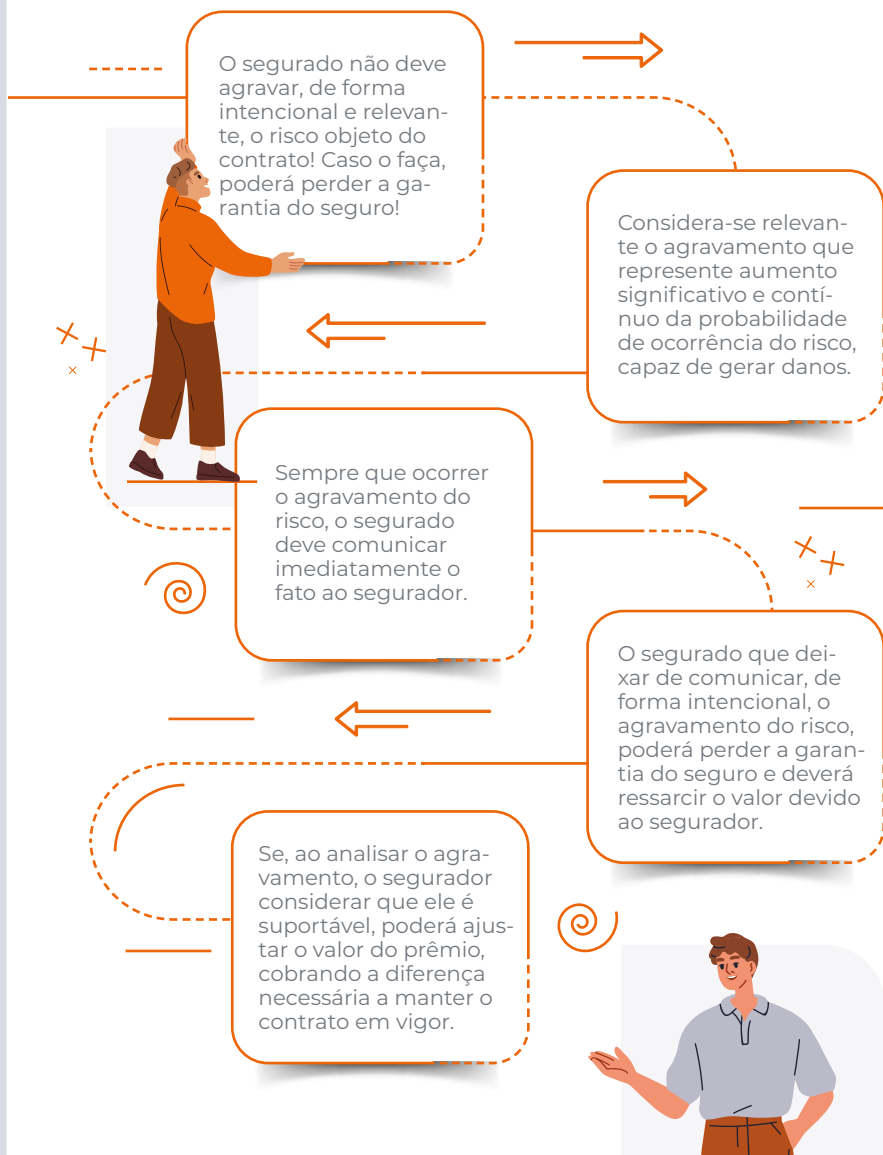 O segurado não deve
agravar, de forma
intencional e relevan-
te, o risco objeto do
contrato! Caso o faça,
poderá perder a ga-
rantia do seguro!
Considera-se relevan-
te o agravamento que
represente aumento
significativo e contí-
nuo da probabilidade
de ocorrência do risco,
capaz de gerar danos.
Sempre que ocorrer
o agravamento do
risco, o segurado
deve comunicar
imediatamente o
fato ao segurador.
O segurado que dei-
xar de comunicar, de
forma intencional, o
agravamento do risco,
poderá perder a garan-
tia do seguro e deverá
ressarcir o valor devido
ao segurador.
Se, ao analisar o agra-
vamento, o segurador
considerar que ele é
suportável, poderá ajus-
tar o valor do prêmio,
cobrando a diferença
necessária a manter o
contrato em vigor.